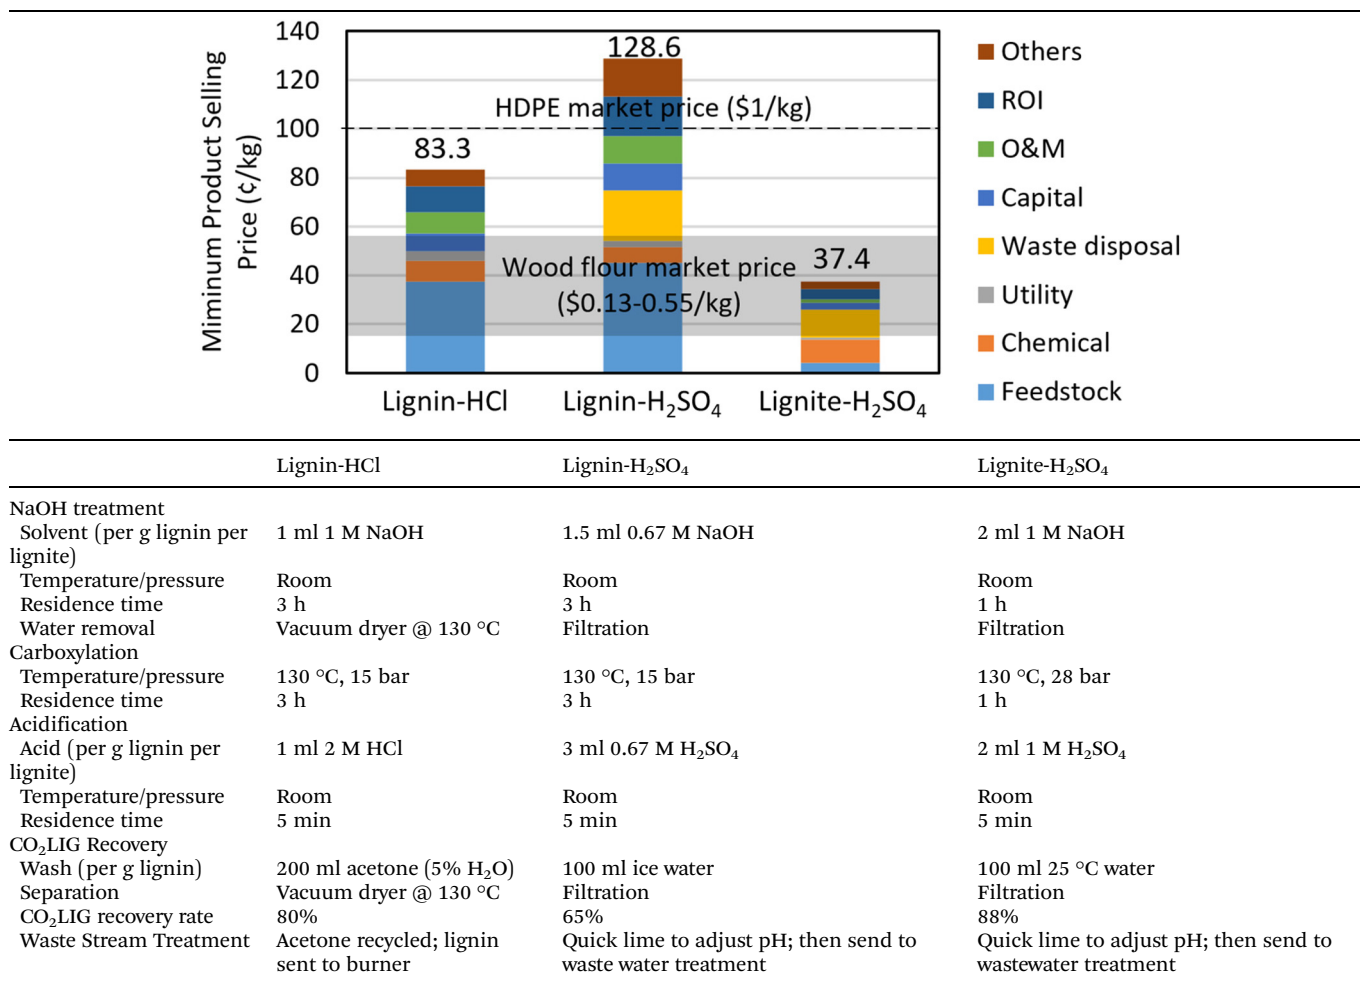 140
120
100
80
60
40
20
0
Miminum Product Selling
Price (¢/kg)
83.3
128.6
37.4
HDPE market price ($1/kg)
Wood flour market price
($0.13-0.55/kg)
Lignin-HCl
Lignin-H₂SO₄
Lignite-H₂SO₄
Others
ROI
O&M
Capital
Waste disposal
Utility
Chemical
Feedstock
Lignin-HCl Lignin-H₂SO₄ Lignite-H₂SO₄
NaOH treatment
Solvent (per g lignin per 1 ml 1 M NaOH 1.5 ml 0.67 M NaOH 2 ml 1 M NaOH
lignite)
Temperature/pressure Room Room Room
Residence time 3 h 3 h 1 h
Water removal Vacuum dryer @ 130 °C Filtration Filtration
Carboxylation
Temperature/pressure 130 °C, 15 bar 130 °C, 15 bar 130 °C, 28 bar
Residence time 3 h 3 h 1 h
Acidification
Acid (per g lignin per 1 ml 2 M HCl 3 ml 0.67 M H₂SO₄ 2 ml 1 M H₂SO₄
lignite)
Temperature/pressure Room Room Room
Residence time 5 min 5 min 5 min
CO₂LIG Recovery
Wash (per g lignin) 200 ml acetone (5% H₂O) 100 ml ice water 100 ml 25 °C water
Separation Vacuum dryer @ 130 °C Filtration Filtration
CO₂LIG recovery rate 80% 65% 88%
Waste Stream Treatment Acetone recycled; lignin Quick lime to adjust pH; then send to Quick lime to adjust pH; then send to
sent to burner waste water treatment wastewater treatment